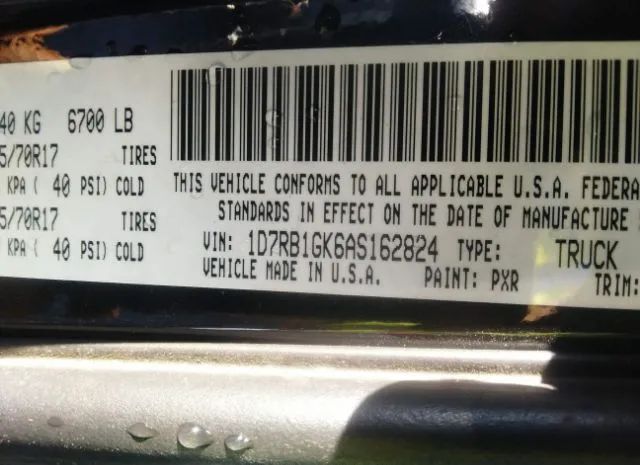 40 KG 6700 LB
5/70R17 TIRES
KPA ( 40 PSI) COLD
5/70R17 TIRES
KPA ( 40 PSI) COLD
THIS VEHICLE CONFORMS TO ALL APPLICABLE U.S.A. FEDERA
STANDARDS IN EFFECT ON THE DATE OF MANUFACTURE
VIN: 1D7RB1GK6AS162824 TYPE: TRUCK
VEHICLE MADE IN U.S.A. PAINT: PXR TRIM: